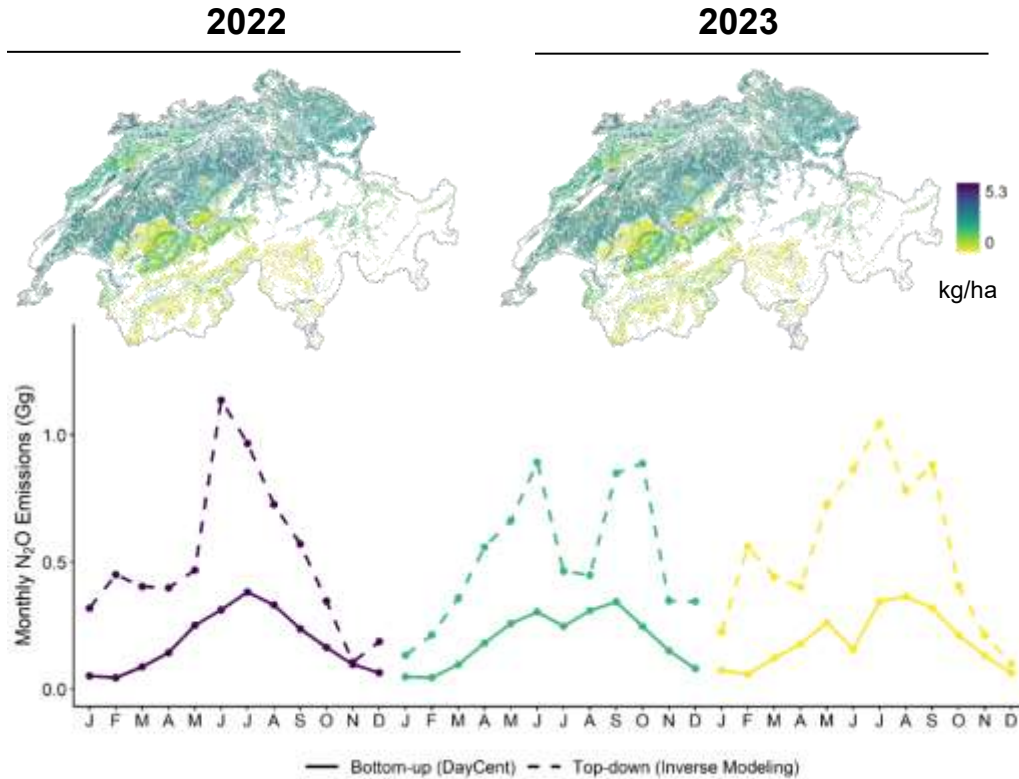 2022
2023
5.3
0
kg/ha
Monthly N₂O Emissions (Gg)
1.0
0.5
0.0
J F M A M J J A S O N D J F M A M J J A S O N D J F M A M J J A S O N D
Bottom-up (DayCent) Top-down (Inverse Modeling)